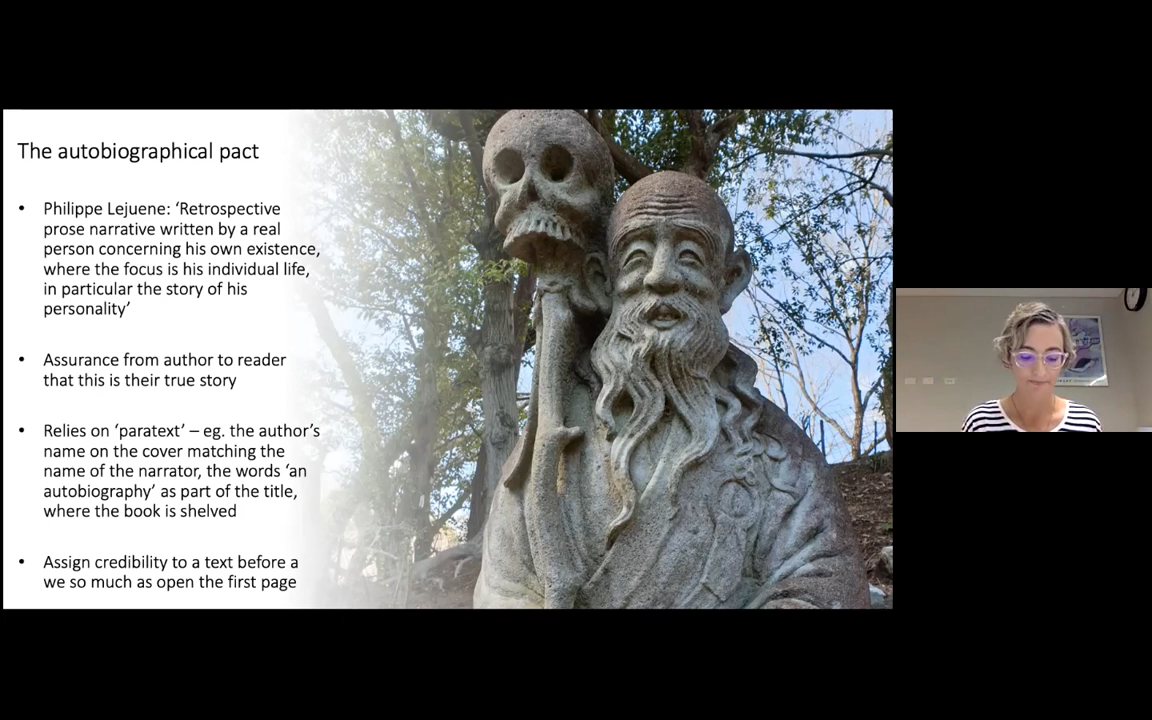 The autobiographical pact
• Philippe Lejuene: ‘Retrospective
prose narrative written by a real
person concerning his own existence,
where the focus is his individual life,
in particular the story of his
personality’
• Assurance from author to reader
that this is their true story
• Relies on ‘paratext’ – eg. the author’s
name on the cover matching the
name of the narrator, the words ‘an
autobiography’ as part of the title,
where the book is shelved
• Assign credibility to a text before a
we so much as open the first page